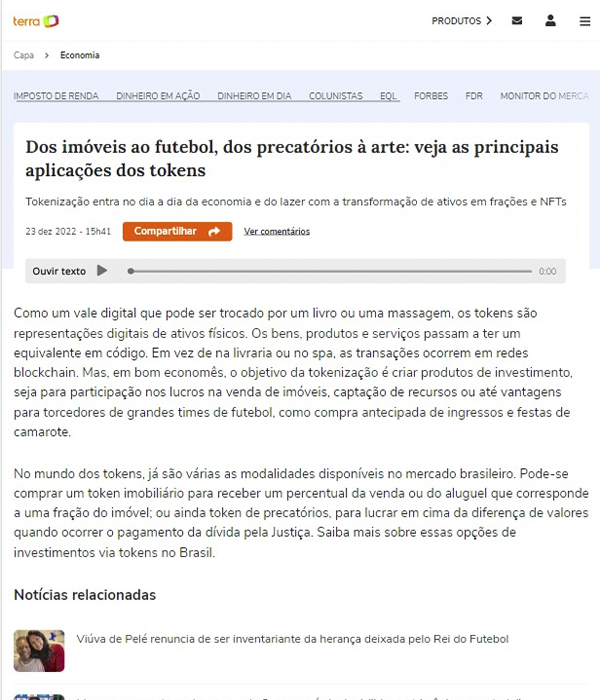 terra
PRODUTOS
Capa > Economia
IMPOSTO DE RENDA DINHEIRO EM AÇÃO DINHEIRO EM DIA COLUNISTAS EQL FORBES FDR MONITOR DO MERCA
Dos imóveis ao futebol, dos precatórios à arte: veja as principais
aplicações dos tokens
Tokenização entra no dia a dia da economia e do lazer com a transformação de ativos em frações e NFTs
23 dez 2022 - 15h41 Compartilhar Ver comentários
Ouvir texto 0:00
Como um vale digital que pode ser trocado por um livro ou uma massagem, os tokens são
representações digitais de ativos físicos. Os bens, produtos e serviços passam a ter um
equivalente em código. Em vez de na livraria ou no spa, as transações ocorrem em redes
blockchain. Mas, em bom economês, o objetivo da tokenização é criar produtos de investimento,
seja para participação nos lucros na venda de imóveis, captação de recursos ou até vantagens
para torcedores de grandes times de futebol, como compra antecipada de ingressos e festas de
camarote.
No mundo dos tokens, já são várias as modalidades disponíveis no mercado brasileiro. Pode-se
comprar um token imobiliário para receber um percentual da venda ou do aluguel que corresponde
a uma fração do imóvel; ou ainda token de precatórios, para lucrar em cima da diferença de valores
quando ocorrer o pagamento da dívida pela Justiça. Saiba mais sobre essas opções de
investimentos via tokens no Brasil.
Notícias relacionadas
Viúva de Pelé renuncia de ser inventariante da herança deixada pelo Rei do Futebol